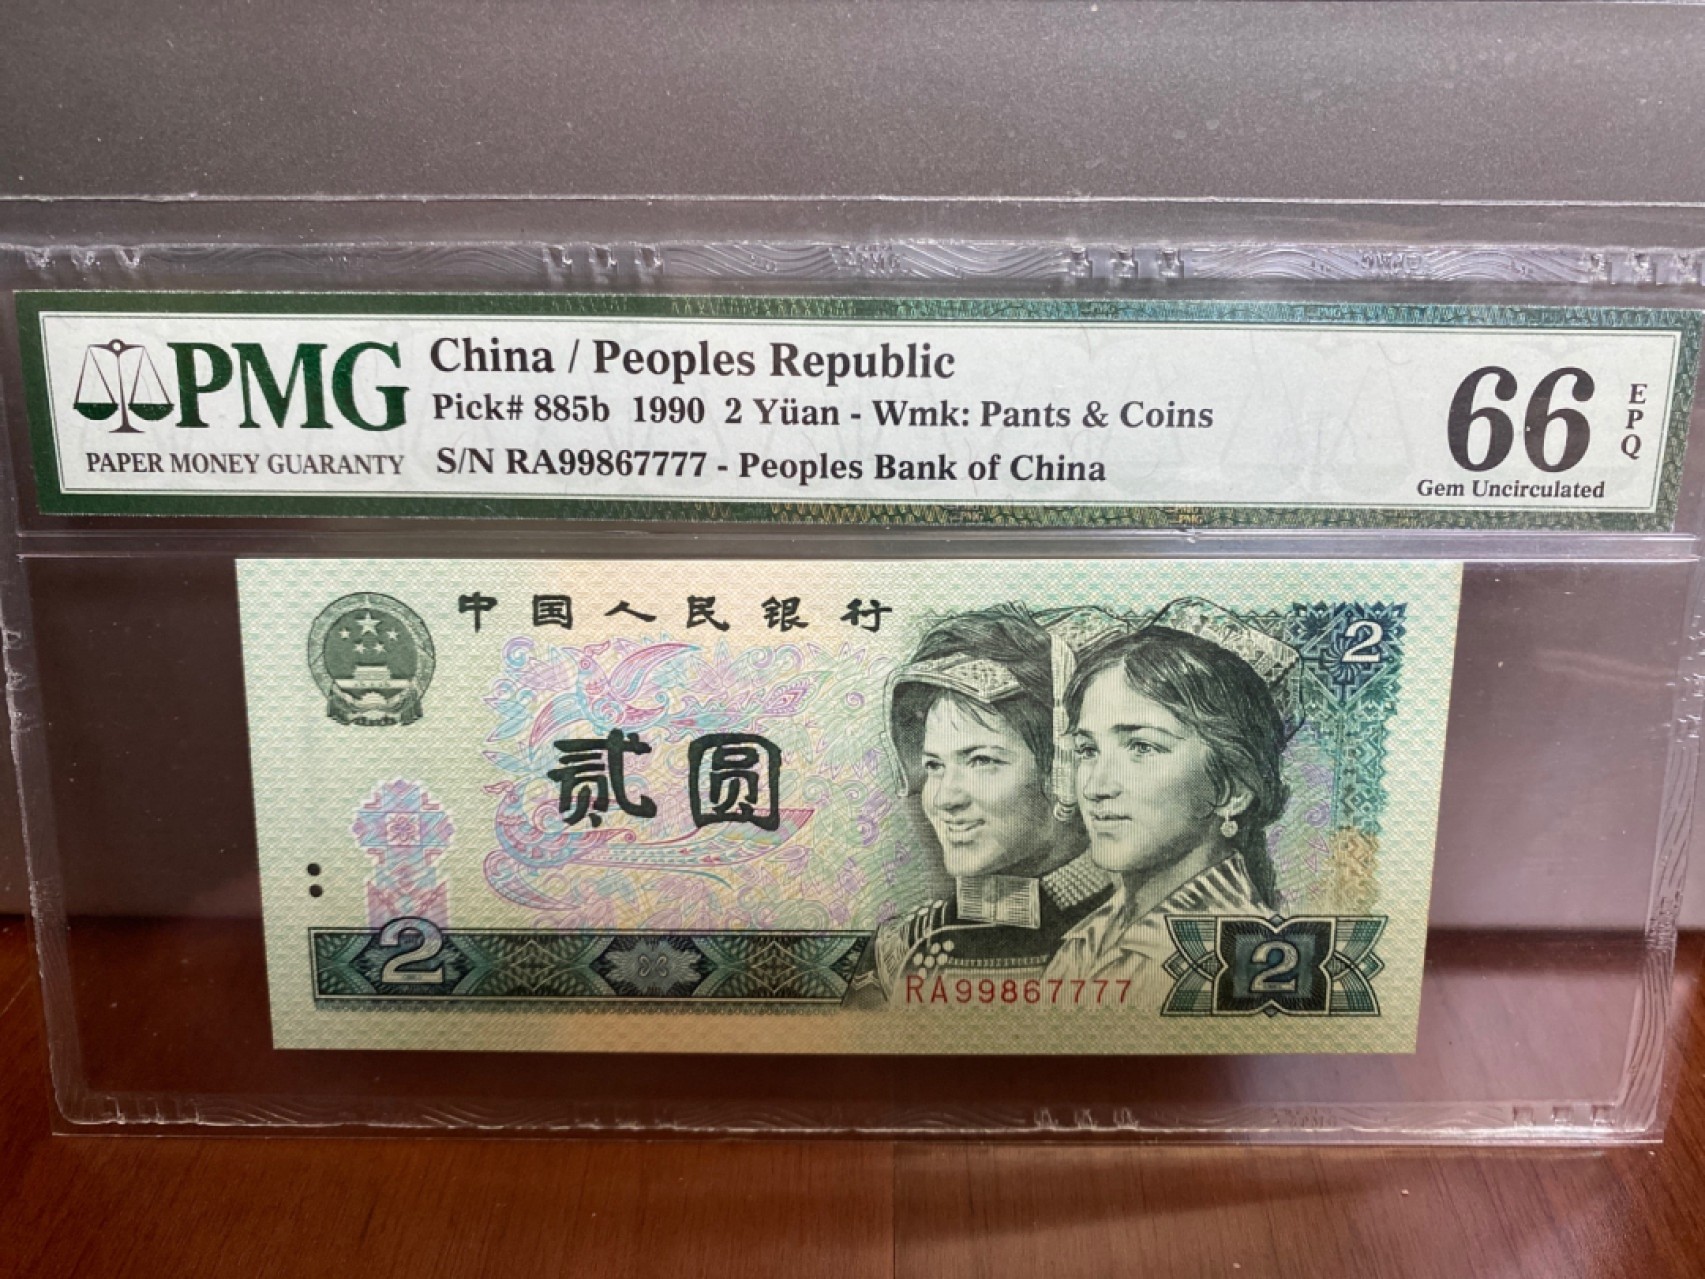 PMG
PAPER MONEY GUARANTY
China / Peoples Republic
Pick# 885b 1990 2 Yüan - Wmk: Pants & Coins
S/N RA99867777 - Peoples Bank of China
66
EPQ
Gem Uncirculated
中国人民银行
2
贰圆
2
RA99867777
2